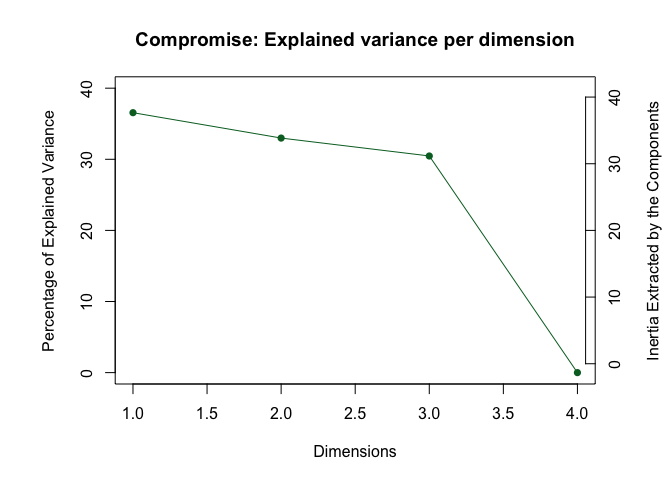 Compromise: Explained variance per dimension
Percentage of Explained Variance
40
30
20
10
0
40
30
20
10
0
Inertia Extracted by the Components
1.0 1.5 2.0 2.5 3.0 3.5 4.0
Dimensions